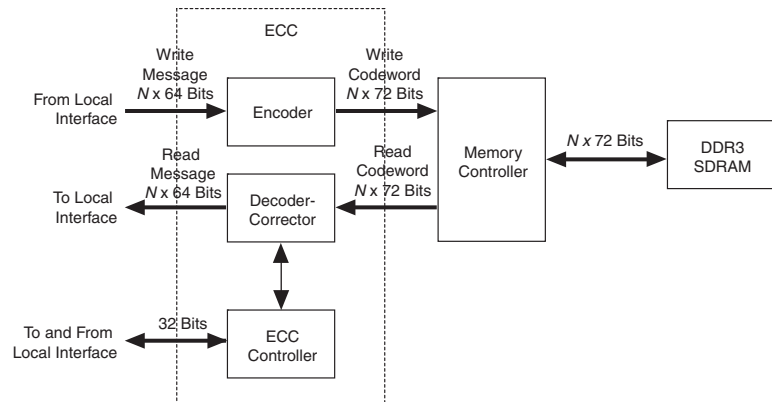 ECC
Write
Message
N x 64 Bits
Write
Codeword
N x 72 Bits
From Local
Interface
Encoder
Memory
Controller
N x 72 Bits
DDR3
SDRAM
Read
Message
N x 64 Bits
Read
Codeword
N x 72 Bits
To Local
Interface
Decoder-
Corrector
To and From
Local Interface
32 Bits
ECC
Controller